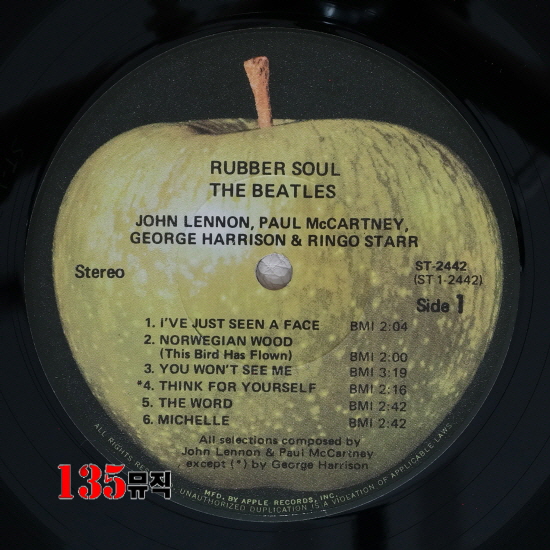 RUBBER SOUL
THE BEATLES
JOHN LENNON, PAUL McCARTNEY,
GEORGE HARRISON & RINGO STARR
Stereo
ST-2442
(ST 1-2442)
Side 1
1. I'VE JUST SEEN A FACE BMI 2:04
2. NORWEGIAN WOOD
(This Bird Has Flown) BMI 2:00
3. YOU WON'T SEE ME BMI 3:19
*4. THINK FOR YOURSELF BMI 2:16
5. THE WORD BMI 2:42
6. MICHELLE BMI 2:42
All selections composed by
John Lennon & Paul McCartney
except (*) by George Harrison
MFD. BY APPLE RECORDS, INC.
ALL RIGHTS RESERVED. UNAUTHORIZED DUPLICATION IS A VIOLATION OF APPLICABLE LAWS
135뮤직